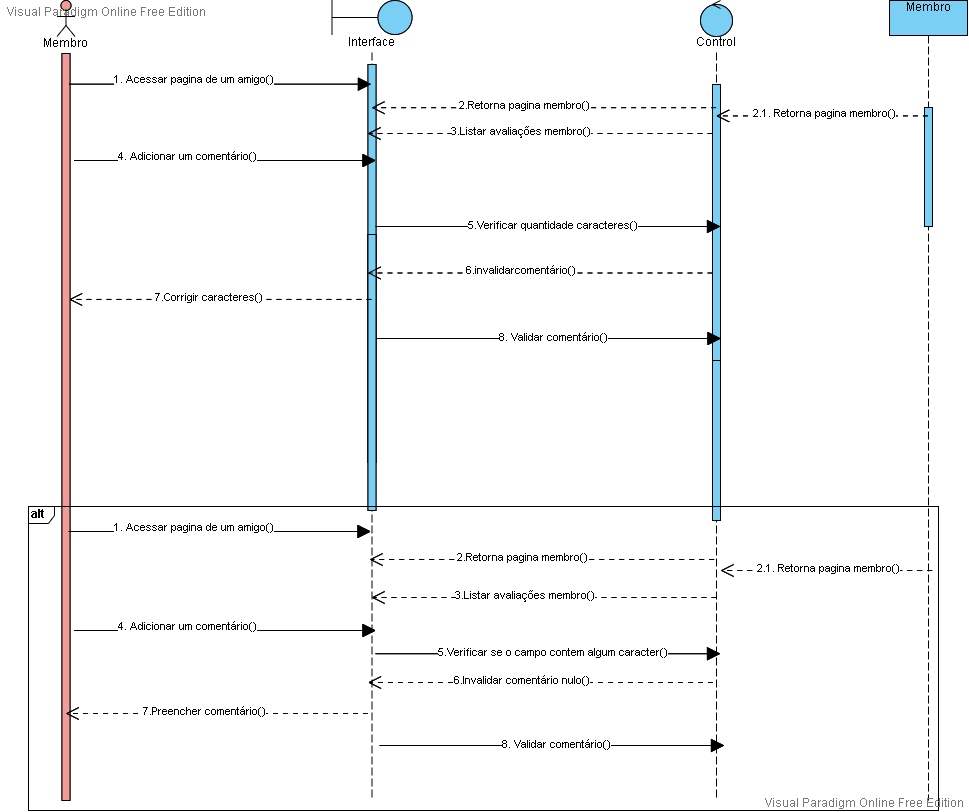 Visual Paradigm Online Free Edition
Membro
Interface
Control
Membro
1. Acessar pagina de um amigo()
2.Retorna pagina membro()
2.1. Retorna pagina membro()
3.Listar avaliações membro()
4. Adicionar um comentário()
5.Verificar quantidade caracteres()
6.invalidarcomentário()
7.Corrigir caracteres()
8. Validar comentário()
alt
1. Acessar pagina de um amigo()
2.Retorna pagina membro()
2.1. Retorna pagina membro()
3.Listar avaliações membro()
4. Adicionar um comentário()
5.Verificar se o campo contem algum caracter()
6.Invalidar comentário nulo()
7.Preencher comentário()
8. Validar comentário()
Visual Paradigm Online Free Edition